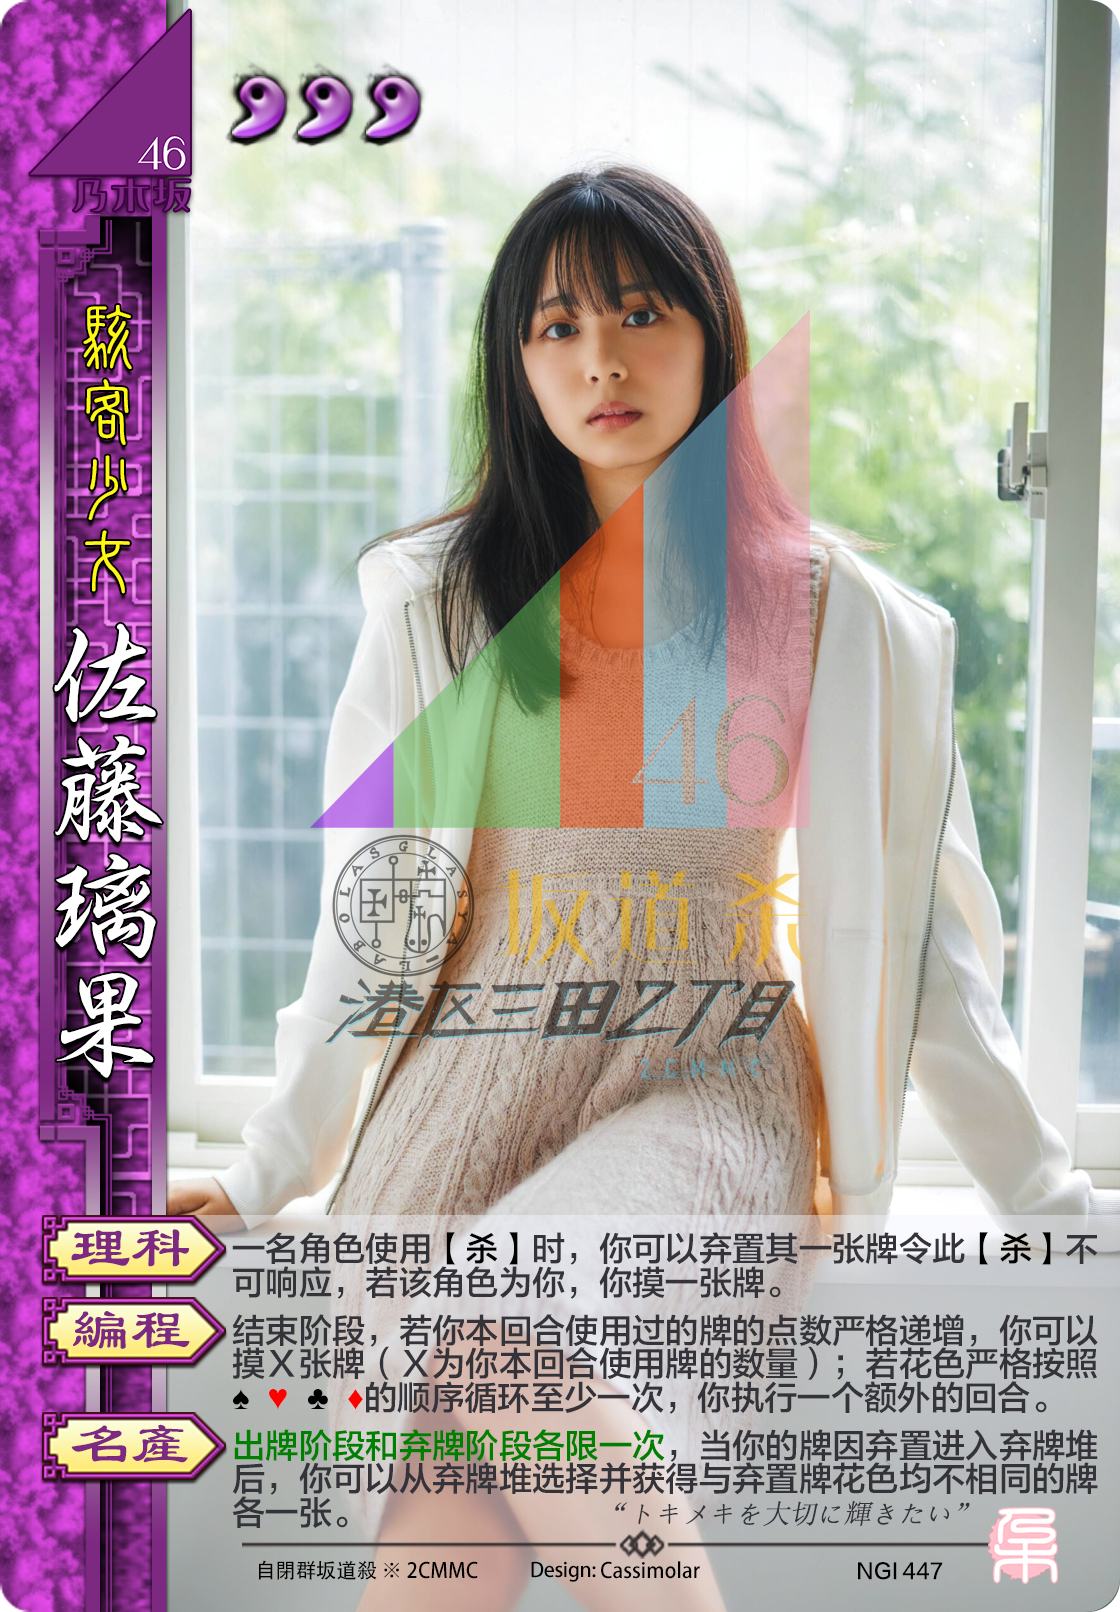 46
乃木坂
駭客少女
佐藤璃果
46
LASGLASYALABO
坂道杀
港区三田2丁目
2CMMC
理科
一名角色使用【杀】时，你可以弃置其一张牌令此【杀】不
可响应，若该角色为你，你摸一张牌。
編程
结束阶段，若你本回合使用过的牌的点数严格递增，你可以
摸X张牌（X为你本回合使用牌的数量）；若花色严格按照
♠ ♥ ♣ ♦的顺序循环至少一次，你执行一个额外的回合。
名產
出牌阶段和弃牌阶段各限一次，当你的牌因弃置进入弃牌堆
后，你可以从弃牌堆选择并获得与弃置牌花色均不相同的牌
各一张。
“トキメキを大切に輝きたい”
自閉群坂道殺 ※ 2CMMC
Design: Cassimolar
NGI 447